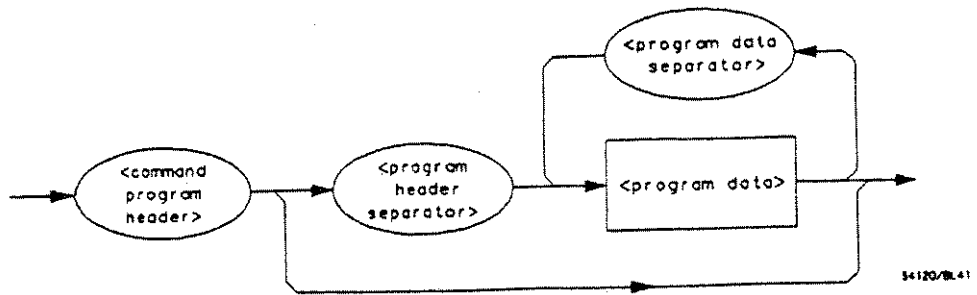 <program data
separator>
<command
program
header>
<program
header
separator>
<program data>
54120/BL41